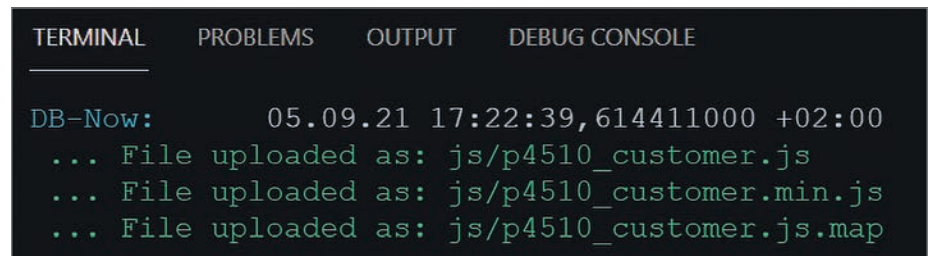 TERMINAL PROBLEMS OUTPUT DEBUG CONSOLE
DB-Now: 05.09.21 17:22:39,614411000 +02:00
... File uploaded as: js/p4510_customer.js
... File uploaded as: js/p4510_customer.min.js
... File uploaded as: js/p4510_customer.js.map